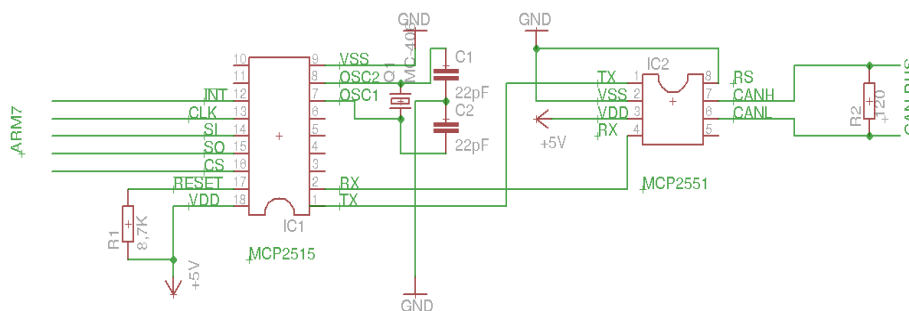 GND
GND
10
11
INT
12
CLK
13
SI
14
SO
15
CS
16
RESET
17
VDD
18
9
VSS
8
OSC2
7
OSC1
6
5
4
3
2
RX
1
TX
IC1
MCP2515
ARM7
R1
8,7K
+5V
Q1
C1
22pF
C2
22pF
GND
IC2
TX
1
VSS
2
VDD
3
RX
4
8
RS
7
CANH
6
CANL
5
+5V
MCP2551
R2
120
CAN BUS